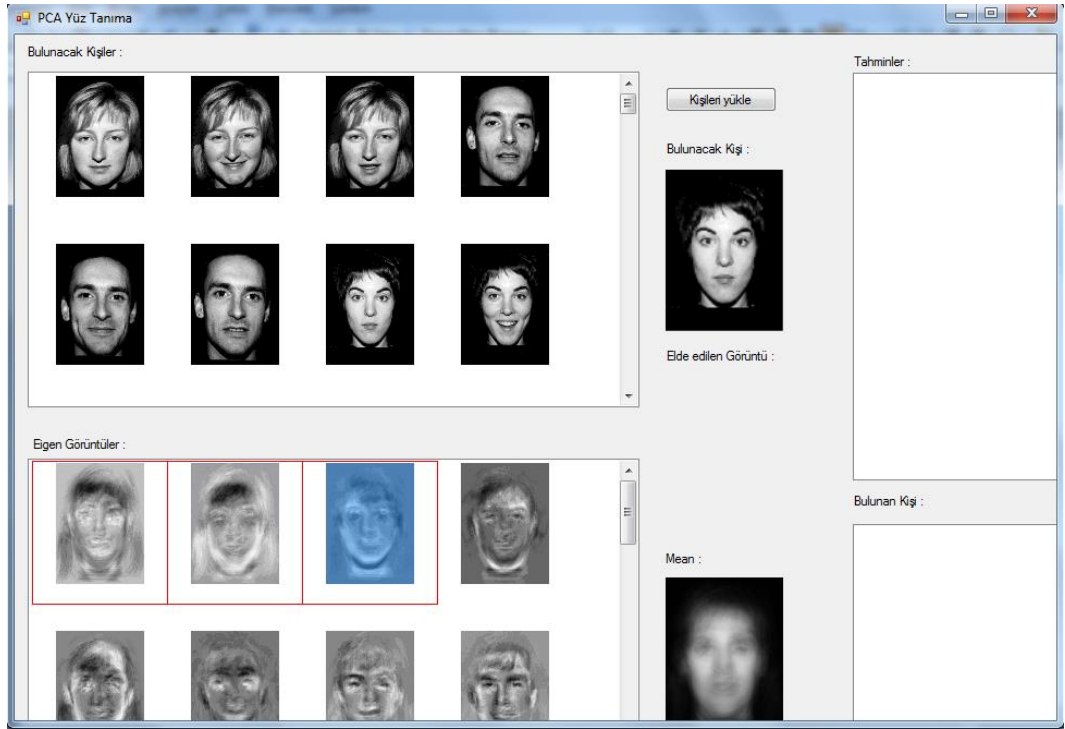 PCA Yüz Tanıma
Bulunacak Kişiler :
Tahminler :
Kişileri yükle
Bulunacak Kişi :
Elde edilen Görüntü :
Eigen Görüntüler :
Bulunan Kişi :
Mean :